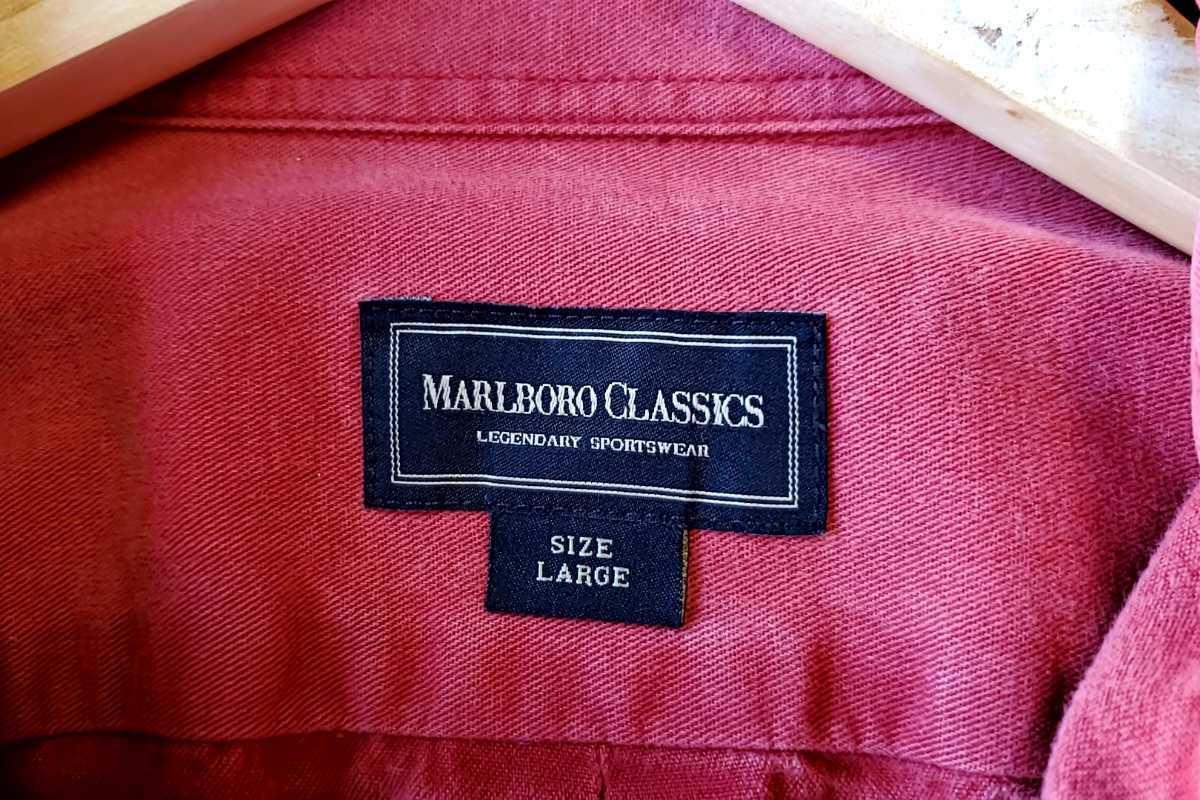 MARLBORO CLASSICS
LEGENDARY SPORTSWEAR
SIZE
LARGE